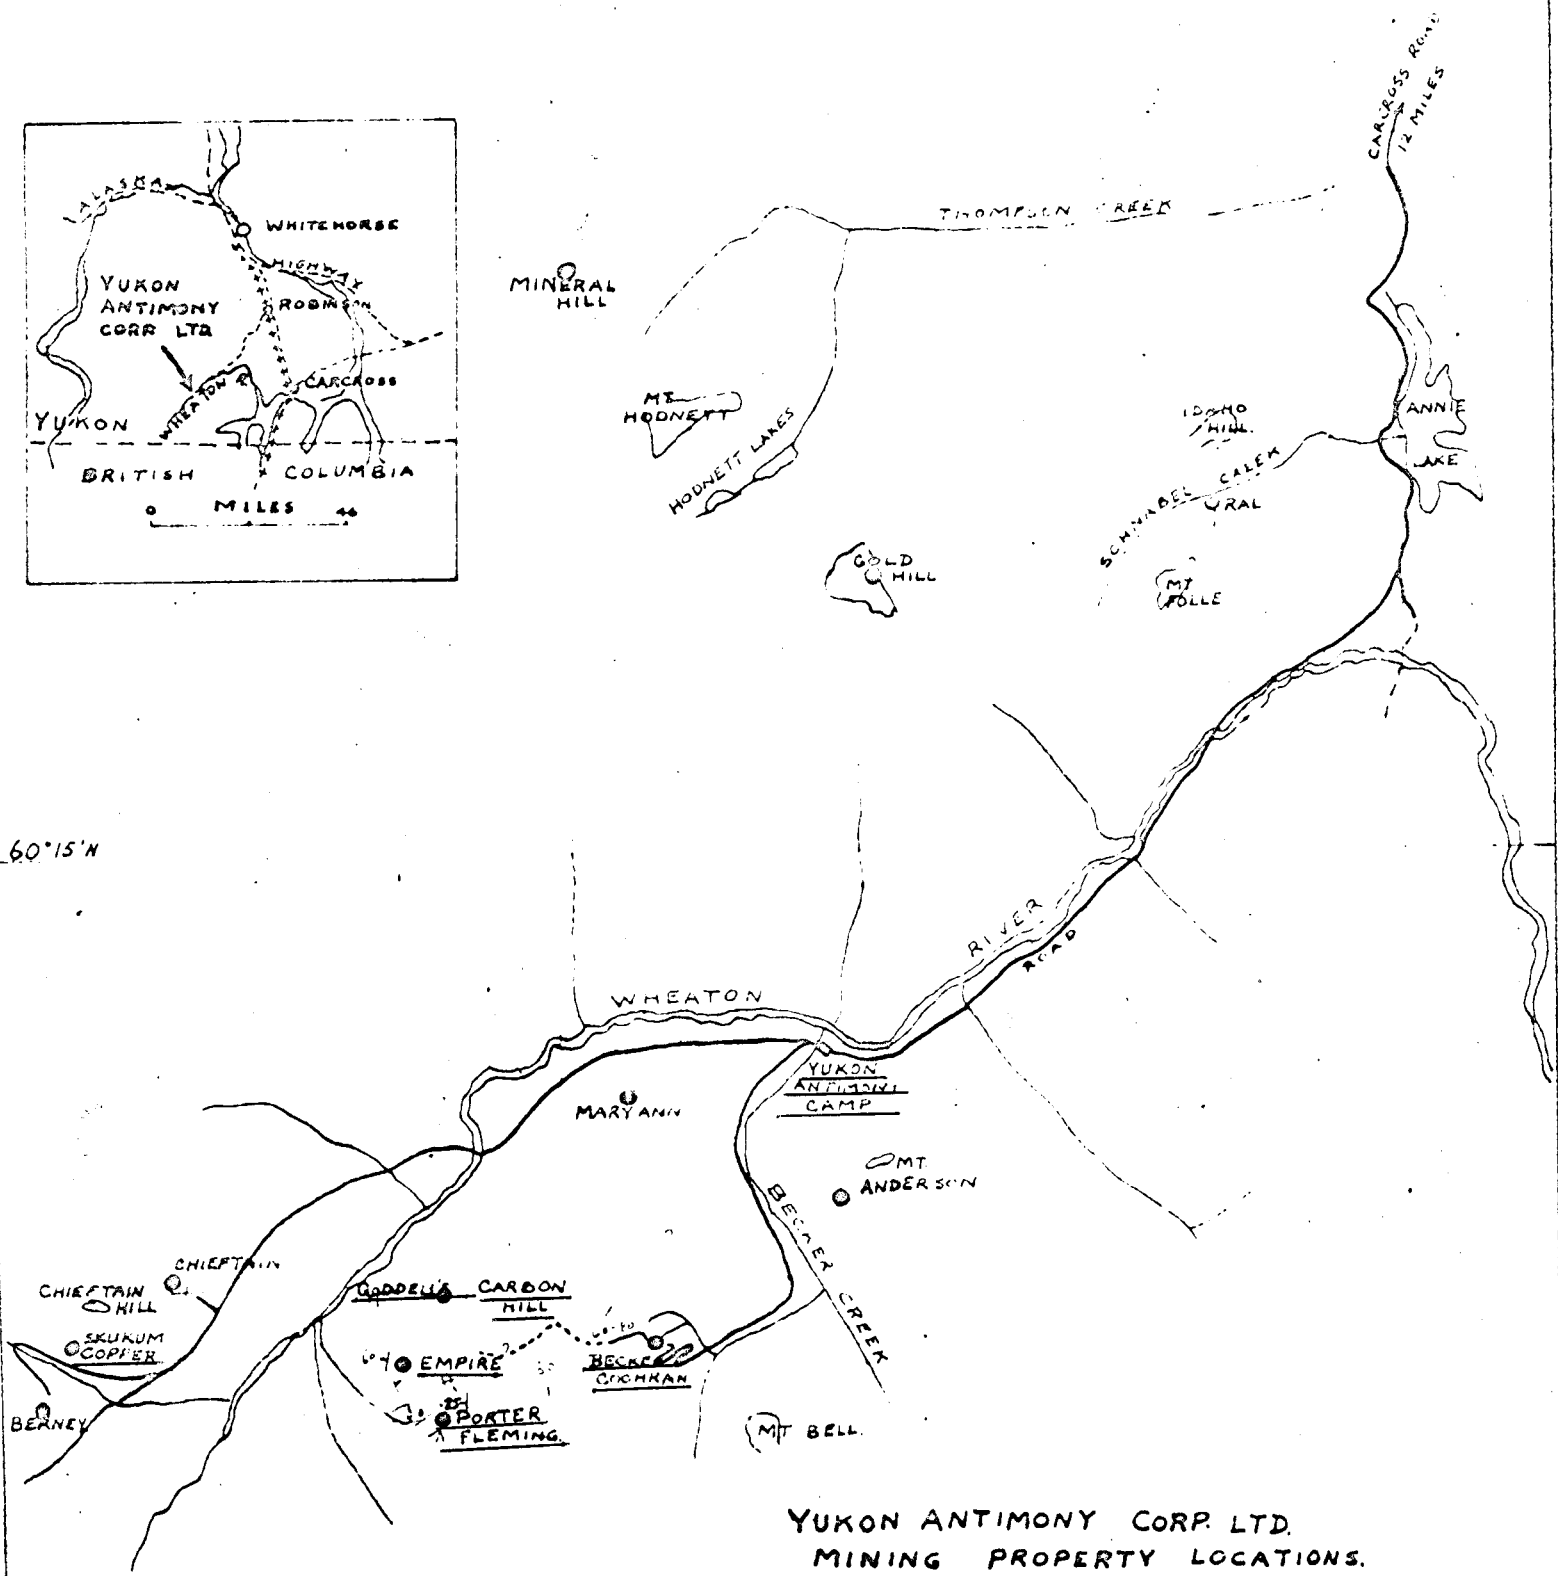 CARCROSS ROAD
12 MILES
ALASKA
WHITEHORSE
HIGHWAY
ROBINSON
YUKON
ANTIMONY
CORP. LTD.
WHEATON R.
CARCROSS
YUKON
BRITISH COLUMBIA
MILES
0
THOMPSON CREEK
MINERAL
HILL
MT.
HODNETT
HODNETT LAKES
IDAHO
HILL.
ANNIE
LAKE
SCHNABEL CREEK
URAL
GOLD
HILL
MT
FOLLE
60°15'N
WHEATON
RIVER
ROAD
YUKON
ANTIMONY
CAMP
MARY ANN
MT.
ANDERSON
BECKER CREEK
CHIEFTAIN
CHIEFTAIN
HILL
SKUKUM
COPPER
BERNEY
GODDELLS
CARBON
HILL
EMPIRE
BECKER
COCHRAN
PORTER
FLEMING.
MT BELL.
YUKON ANTIMONY CORP. LTD.
MINING PROPERTY LOCATIONS.